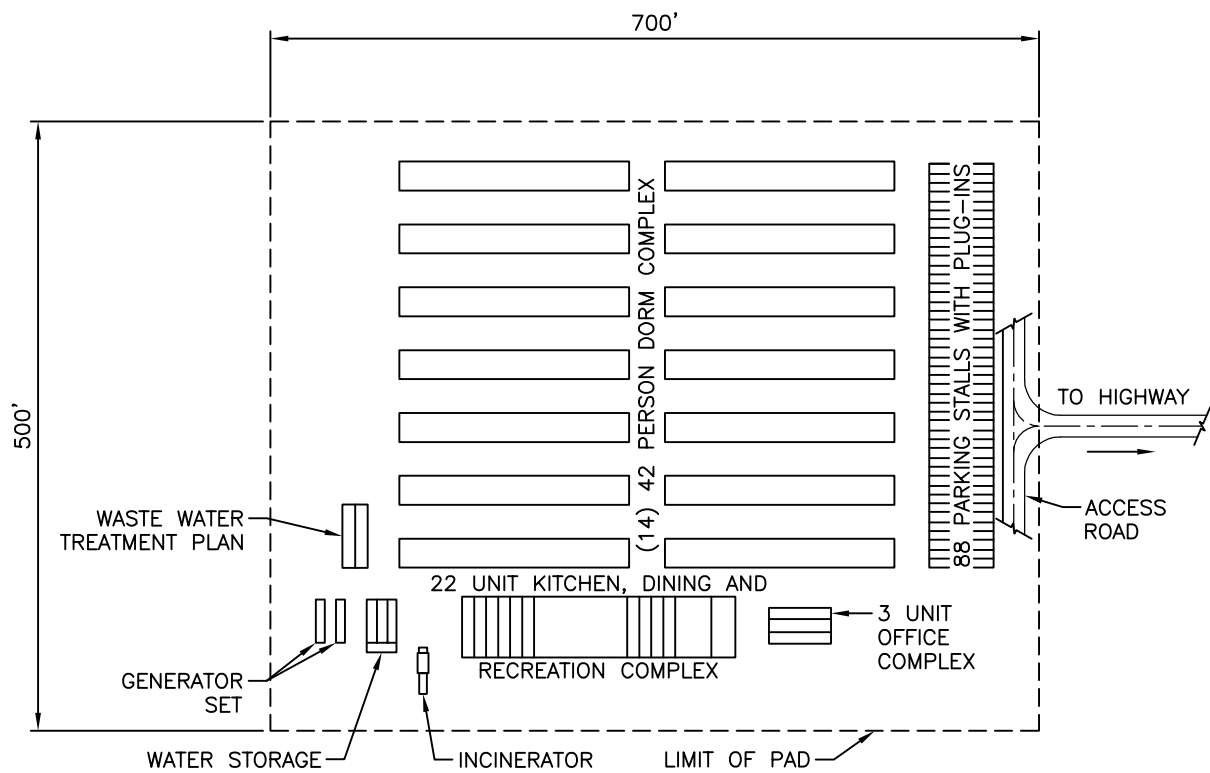 700'
500'
(14) 42 PERSON DORM COMPLEX
88 PARKING STALLS WITH PLUG-INS
TO HIGHWAY
ACCESS
ROAD
WASTE WATER
TREATMENT PLAN
22 UNIT KITCHEN, DINING AND
RECREATION COMPLEX
3 UNIT
OFFICE
COMPLEX
GENERATOR
SET
WATER STORAGE
INCINERATOR
LIMIT OF PAD